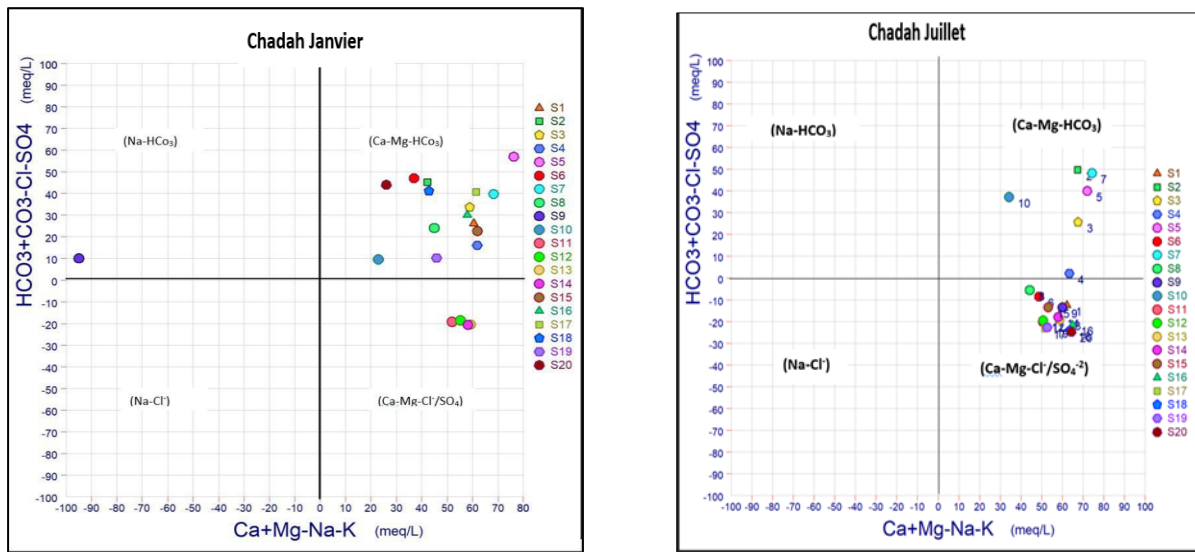 Chadah Janvier
HCO3+CO3-Cl-SO4 (meq/L)
100
90
80
70
60
50
40
30
20
10
0
-10
-20
-30
-40
-50
-60
-70
-80
-90
-100
(Na-HCo₃)
(Ca-Mg-HCo₃)
(Na-Cl⁻)
(Ca-Mg-Cl⁻/SO₄)
-100 -90 -80 -70 -60 -50 -40 -30 -20 -10 0 10 20 30 40 50 60 70 80
Ca+Mg-Na-K (meq/L)
S1
S2
S3
S4
S5
S6
S7
S8
S9
S10
S11
S12
S13
S14
S15
S16
S17
S18
S19
S20
Chadah Juillet
HCO3+CO3-Cl-SO4 (meq/L)
100
90
80
70
60
50
40
30
20
10
0
-10
-20
-30
-40
-50
-60
-70
-80
-90
-100
(Na-HCO₃)
(Ca-Mg-HCO₃)
7
5
10
3
4
(Na-Cl⁻)
(Ca-Mg-Cl⁻/SO₄⁻²)
-100 -90 -80 -70 -60 -50 -40 -30 -20 -10 0 10 20 30 40 50 60 70 80 90 100
Ca+Mg-Na-K (meq/L)
S1
S2
S3
S4
S5
S6
S7
S8
S9
S10
S11
S12
S13
S14
S15
S16
S17
S18
S19
S20